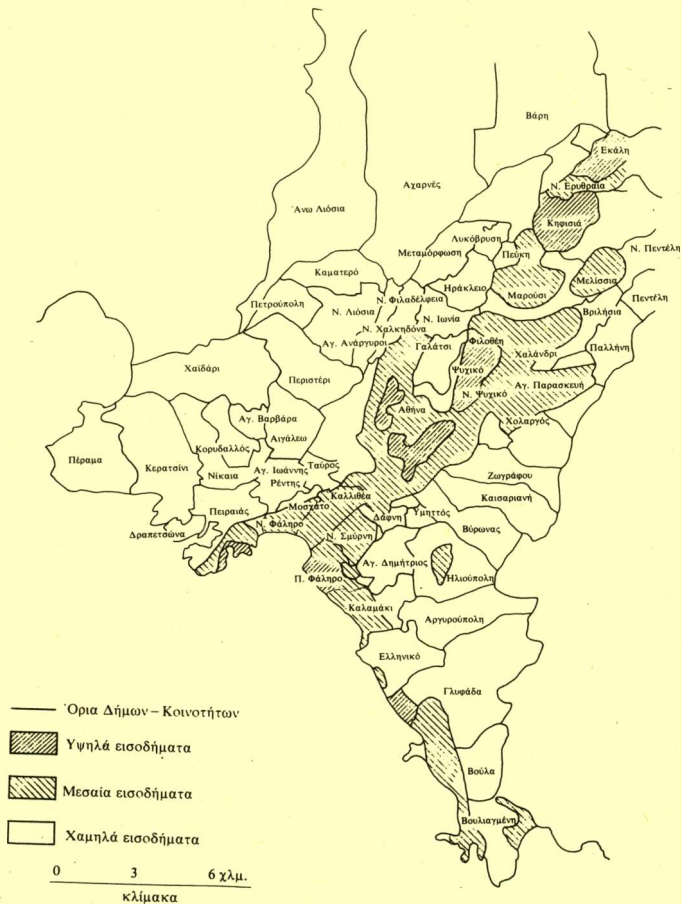 Βάρη
Εκάλη
Αχαρνές
Ν. Ερυθραία
Ανω Λιόσια
Κηφισιά
Λυκόβρυση
Μεταμόρφωση
Πεύκη
Ν. Πεντέλη
Καματερό
Ηράκλειο
Μαρούσι
Μελίσσια
Πετρούπολη
Ν. Φιλαδέλφεια
Πεντέλη
Ν. Λιόσια
Ν. Ιωνία
Βριλήσια
Ν. Χαλκηδόνα
Αγ. Ανάργυροι
Γαλάτσι
Φιλοθέη
Χαλάνδρι
Παλλήνη
Χαϊδάρι
Περιστέρι
Ψυχικό
Αγ. Παρασκευή
Ν. Ψυχικό
Αθήνα
Αγ. Βαρβάρα
Χολαργός
Αιγάλεω
Κορυδαλλός
Πέραμα
Κερατσίνι
Νίκαια
Αγ. Ιωάννης
Ρέντης
Ταύρος
Ζωγράφου
Καισαριανή
Καλλιθέα
Μοσχάτο
Πειραιάς
Δάφνη
Υμηττός
Ν. Φάληρο
Βύρωνας
Δραπετσώνα
Ν. Σμύρνη
Αγ. Δημήτριος
Ηλιούπολη
Π. Φάληρο
Καλαμάκι
Αργυρούπολη
Ελληνικό
Γλυφάδα
Βούλα
Βουλιαγμένη
Όρια Δήμων – Κοινοτήτων
Υψηλά εισοδήματα
Μεσαία εισοδήματα
Χαμηλά εισοδήματα
0 3 6 χλμ.
κλίμακα